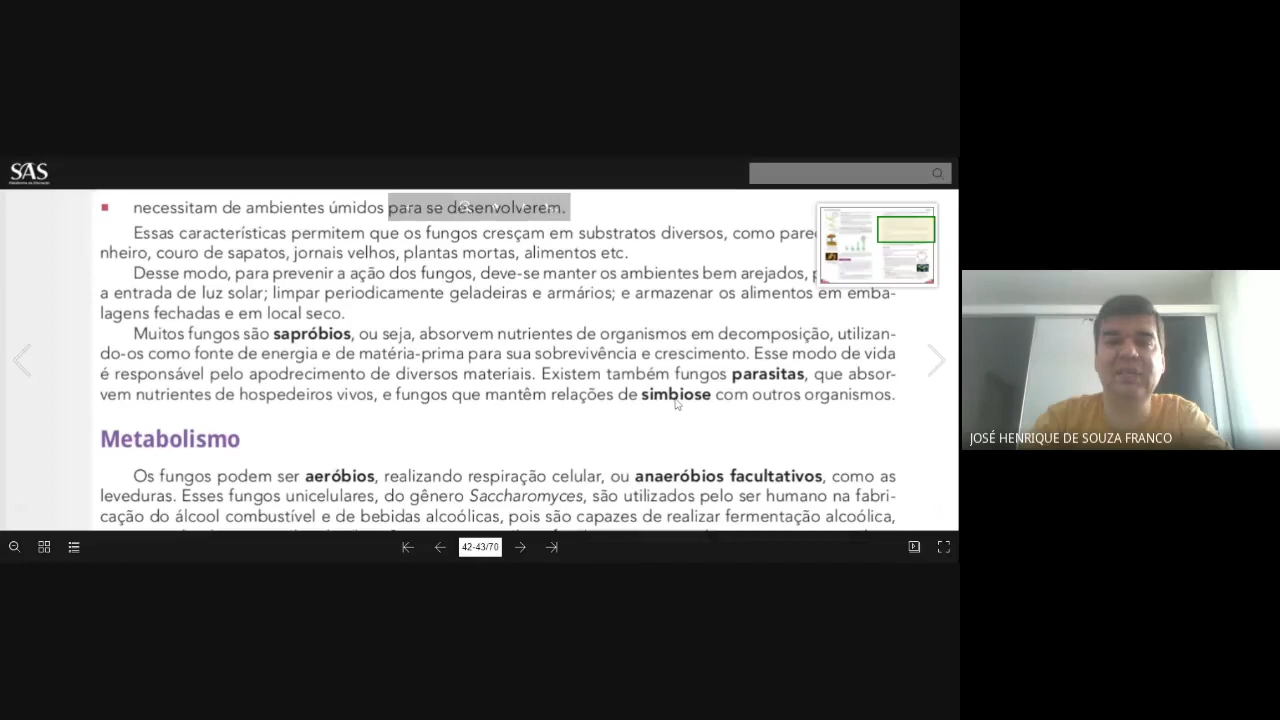 SAS
necessitam de ambientes úmidos para se desenvolverem.
Essas características permitem que os fungos cresçam em substratos diversos, como
nheiro, couro de sapatos, jornais velhos, plantas mortas, alimentos etc.
Desse modo, para prevenir a ação dos fungos, deve-se manter os ambientes bem arejados,
a entrada de luz solar; limpar periodicamente geladeiras e armários; e armazenar os alimentos em emba-
lagens fechadas e em local seco.
Muitos fungos são sapróbios, ou seja, absorvem nutrientes de organismos em decomposição, utilizan-
do-os como fonte de energia e de matéria-prima para sua sobrevivência e crescimento. Esse modo de vida
é responsável pelo apodrecimento de diversos materiais. Existem também fungos parasitas, que absor-
vem nutrientes de hospedeiros vivos, e fungos que mantêm relações de simbiose com outros organismos.
Metabolismo
Os fungos podem ser aeróbios, realizando respiração celular, ou anaeróbios facultativos, como as
leveduras. Esses fungos unicelulares, do gênero Saccharomyces, são utilizados pelo ser humano na fabri-
cação do álcool combustível e de bebidas alcoólicas, pois são capazes de realizar fermentação alcoólica,
42-43/70
JOSÉ HENRIQUE DE SOUZA FRANCO